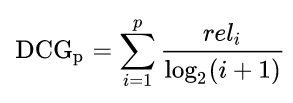 DCG_p = \sum_{i=1}^{p} \frac{rel_i}{\log_2(i+1)}